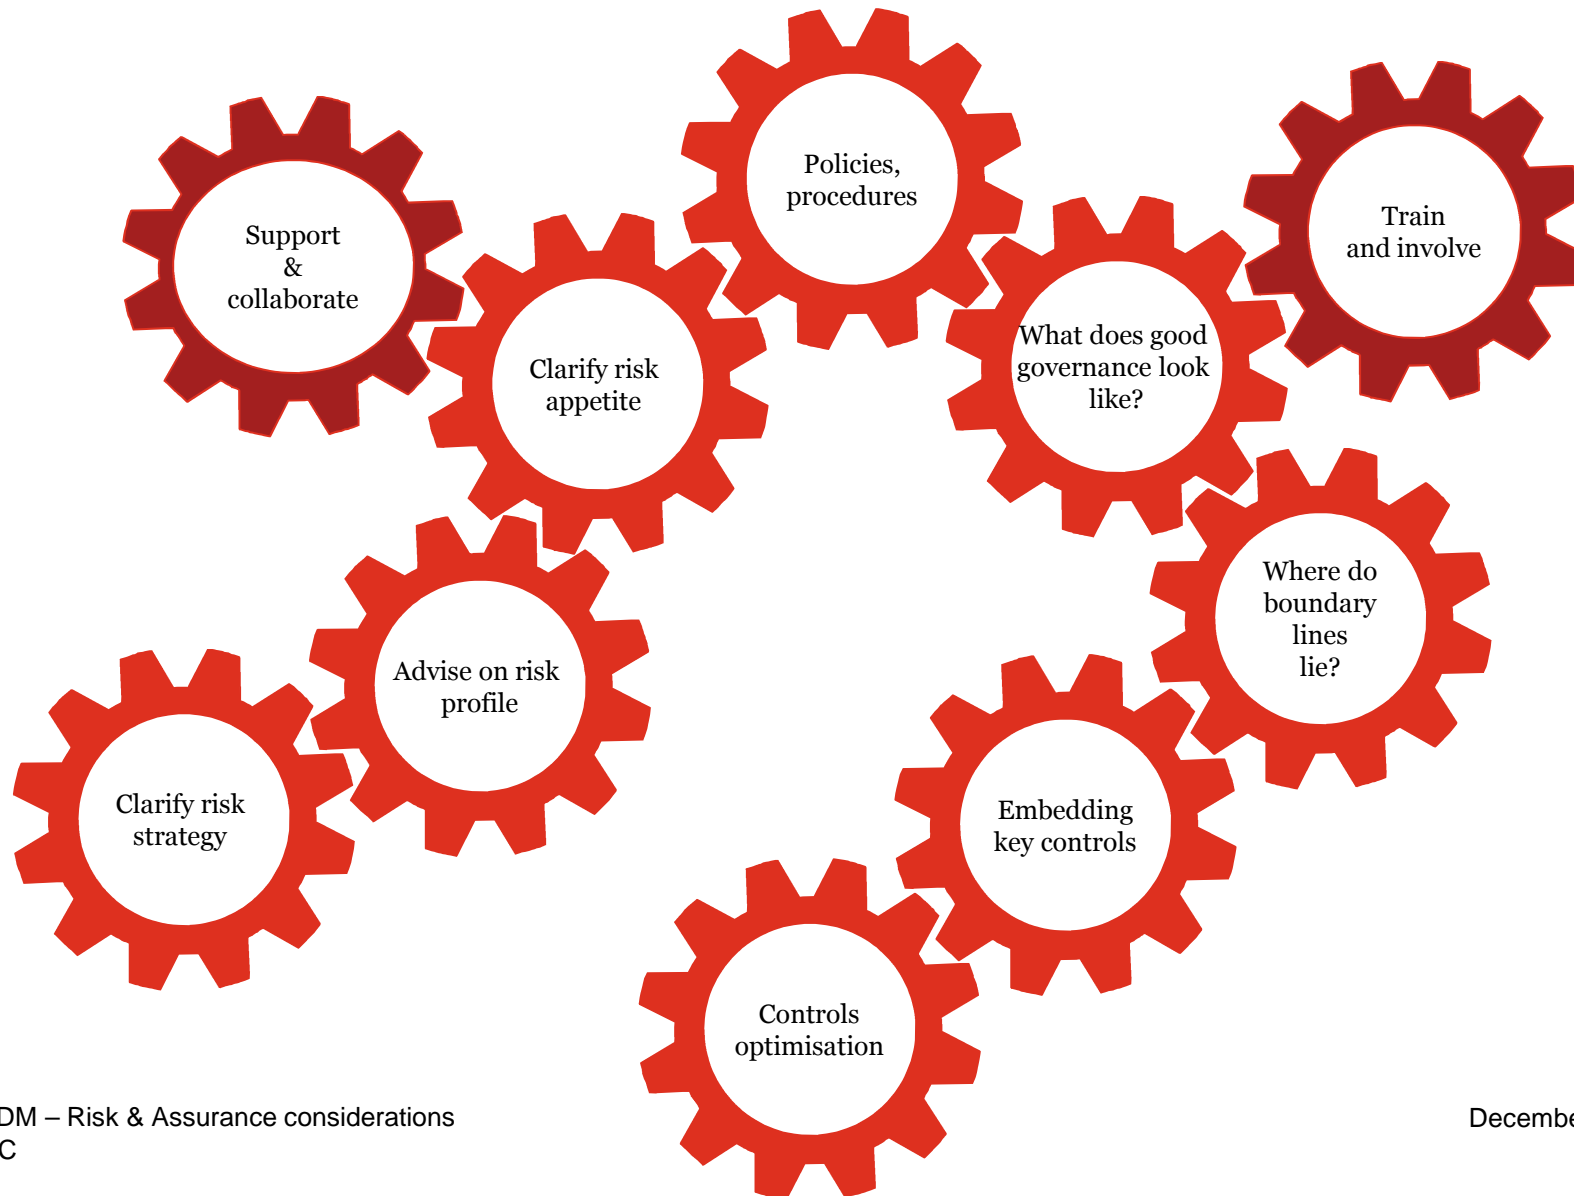 Policies,
procedures
Support
&
collaborate
Train
and involve
Clarify risk
appetite
What does good
governance look
like?
Where do
boundary
lines
lie?
Advise on risk
profile
Clarify risk
strategy
Embedding
key controls
Controls
optimisation
DM – Risk & Assurance considerations
C
Decembe